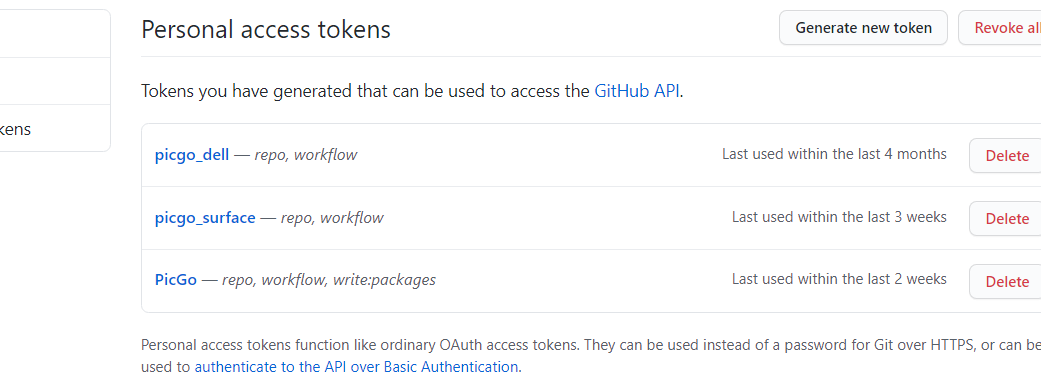 Personal access tokens
Generate new token
Revoke all
Tokens you have generated that can be used to access the GitHub API.
kens
picgo_dell — repo, workflow
Last used within the last 4 months
Delete
picgo_surface — repo, workflow
Last used within the last 3 weeks
Delete
PicGo — repo, workflow, write:packages
Last used within the last 2 weeks
Delete
Personal access tokens function like ordinary OAuth access tokens. They can be used instead of a password for Git over HTTPS, or can be
used to authenticate to the API over Basic Authentication.